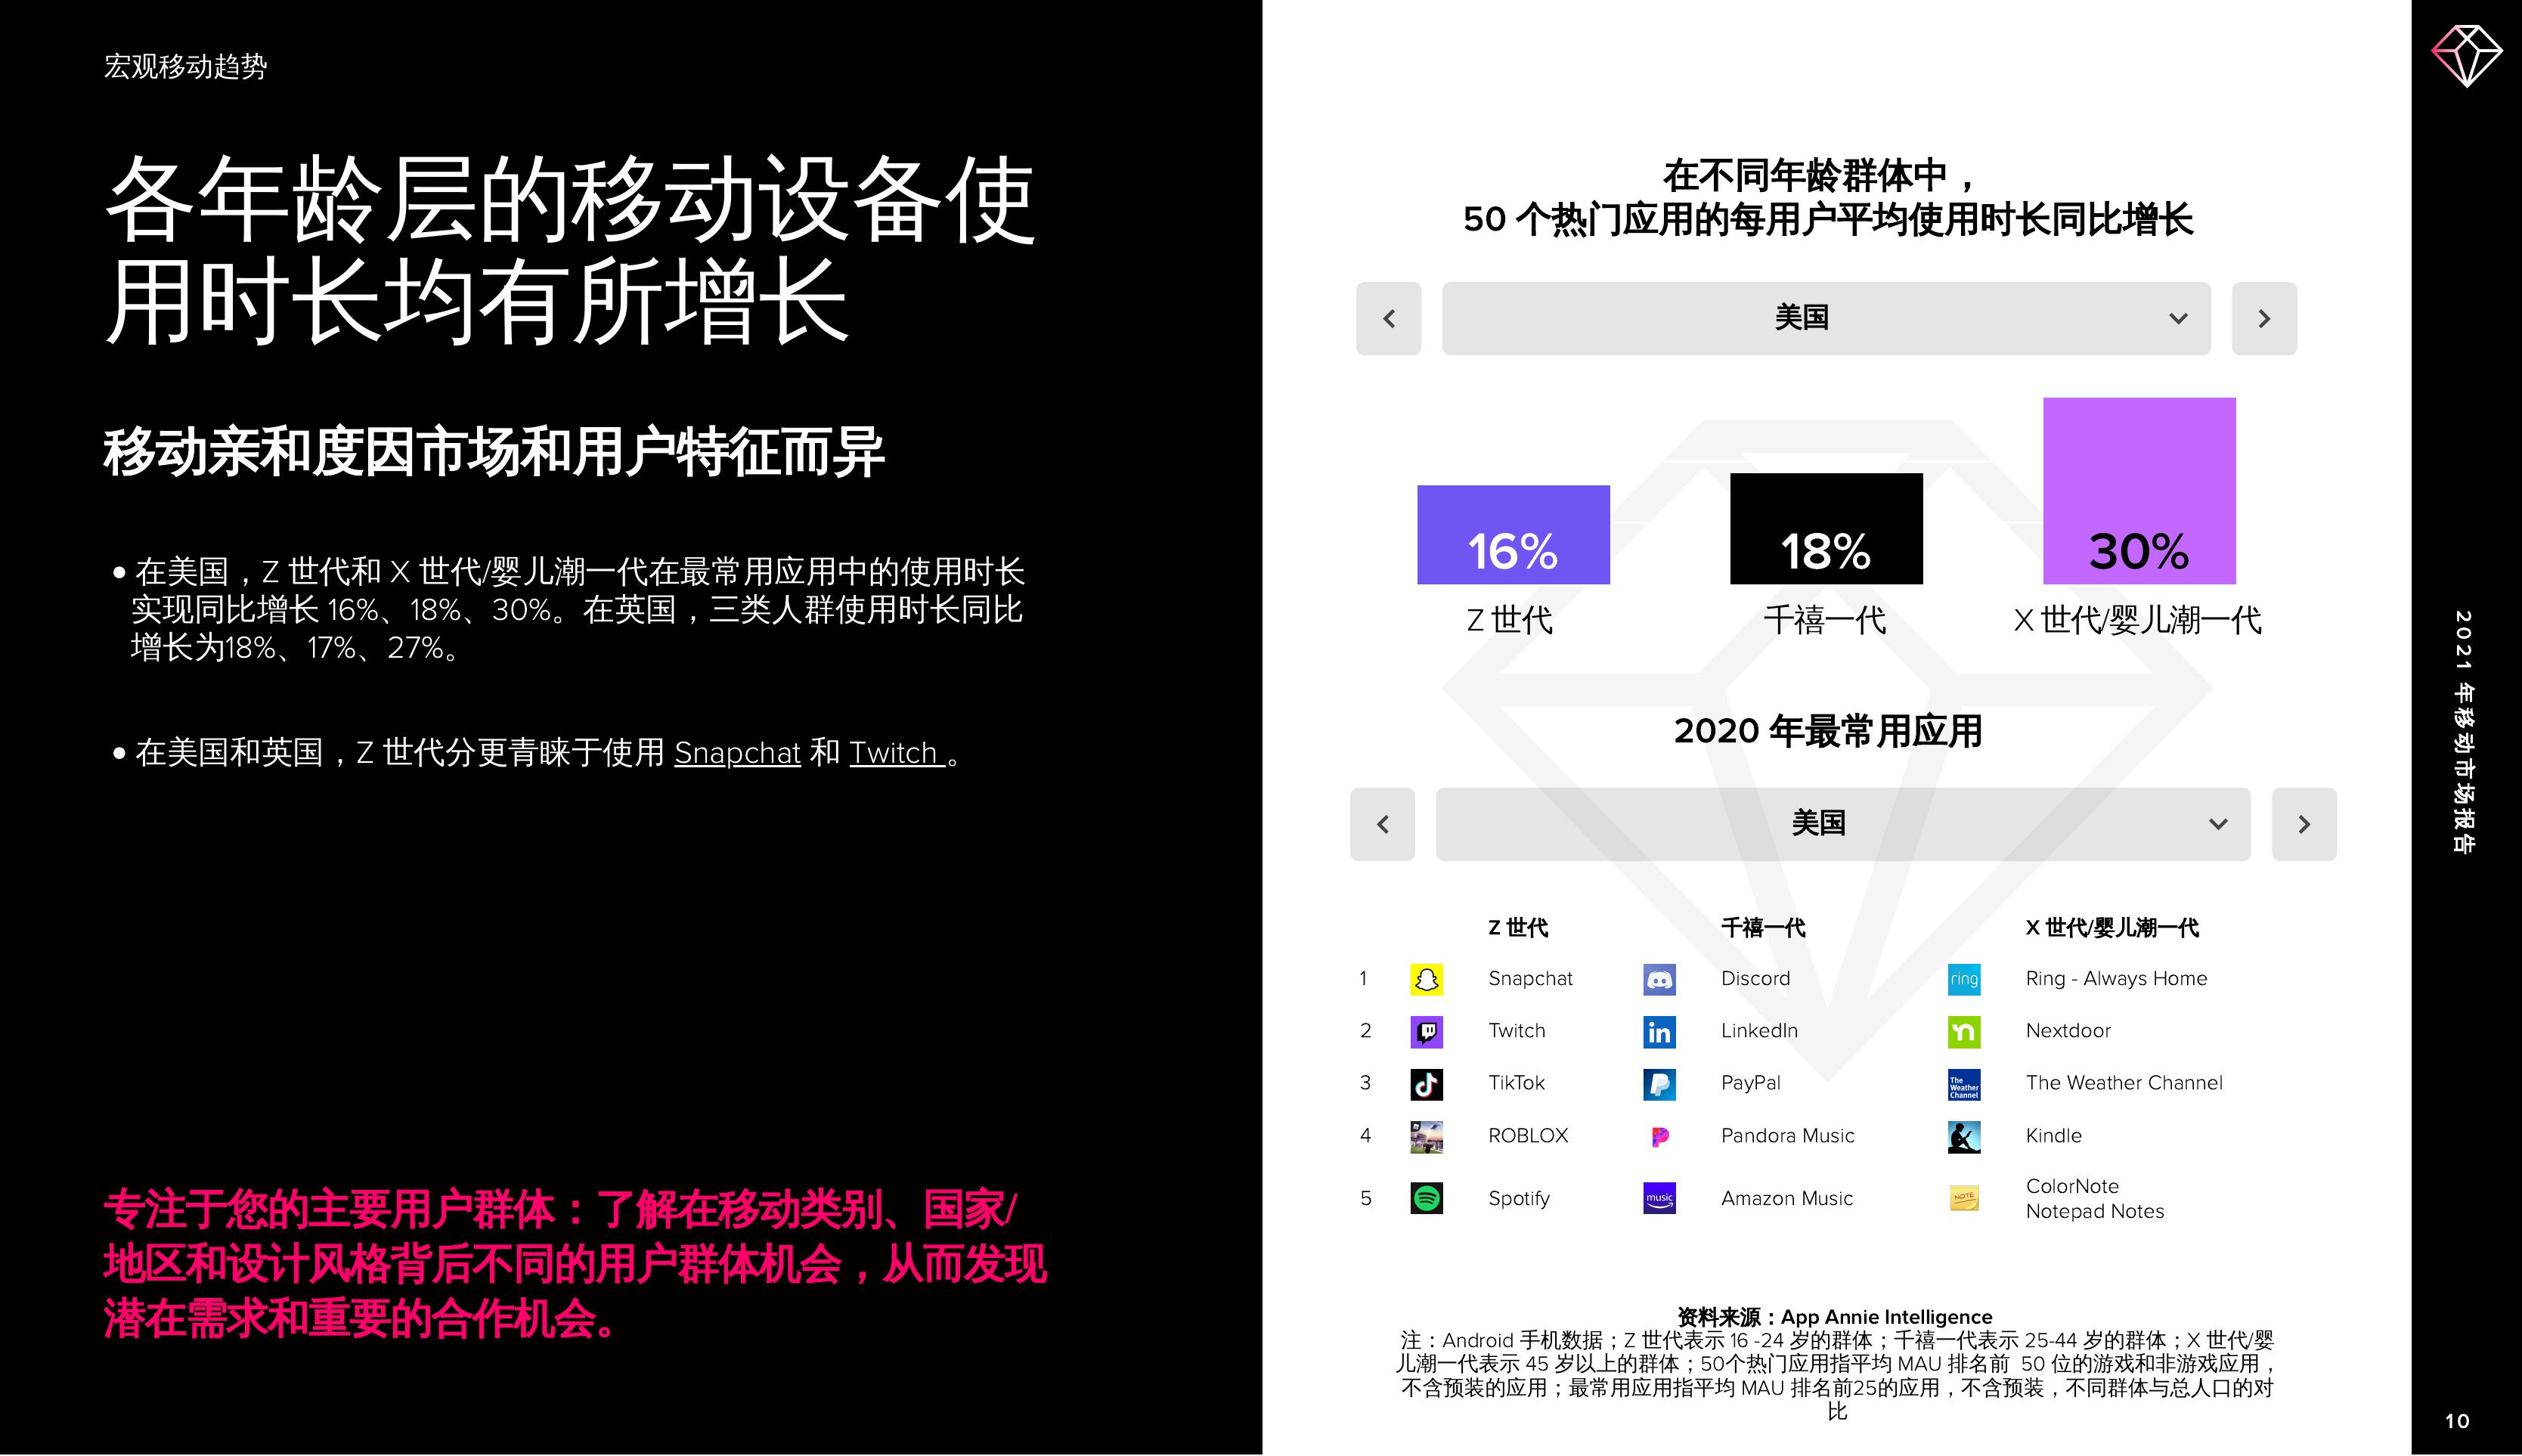 宏观移动趋势
各年龄层的移动设备使
用时长均有所增长
移动亲和度因市场和用户特征而异
• 在美国，Z 世代和 X 世代/婴儿潮一代在最常用应用中的使用时长
实现同比增长 16%、18%、30%。在英国，三类人群使用时长同比
增长为18%、17%、27%。
• 在美国和英国，Z 世代分更青睐于使用 Snapchat 和 Twitch 。
专注于您的主要用户群体：了解在移动类别、国家/
地区和设计风格背后不同的用户群体机会，从而发现
潜在需求和重要的合作机会。
在不同年龄群体中，
50 个热门应用的每用户平均使用时长同比增长
美国
16% 18% 30%
Z 世代 千禧一代 X 世代/婴儿潮一代
2020 年最常用应用
美国
Z 世代 千禧一代 X 世代/婴儿潮一代
1 Snapchat Discord ring Ring - Always Home
2 Twitch in LinkedIn Nextdoor
3 TikTok PayPal The Weather Channel The Weather Channel
4 ROBLOX Pandora Music Kindle
5 Spotify music Amazon Music NOTE ColorNote
Notepad Notes
资料来源：App Annie Intelligence
注：Android 手机数据；Z 世代表示 16 -24 岁的群体；千禧一代表示 25-44 岁的群体；X 世代/婴
儿潮一代表示 45 岁以上的群体；50个热门应用指平均 MAU 排名前 50 位的游戏和非游戏应用，
不含预装的应用；最常用应用指平均 MAU 排名前25的应用，不含预装，不同群体与总人口的对
比
2021 年移动市场报告
10